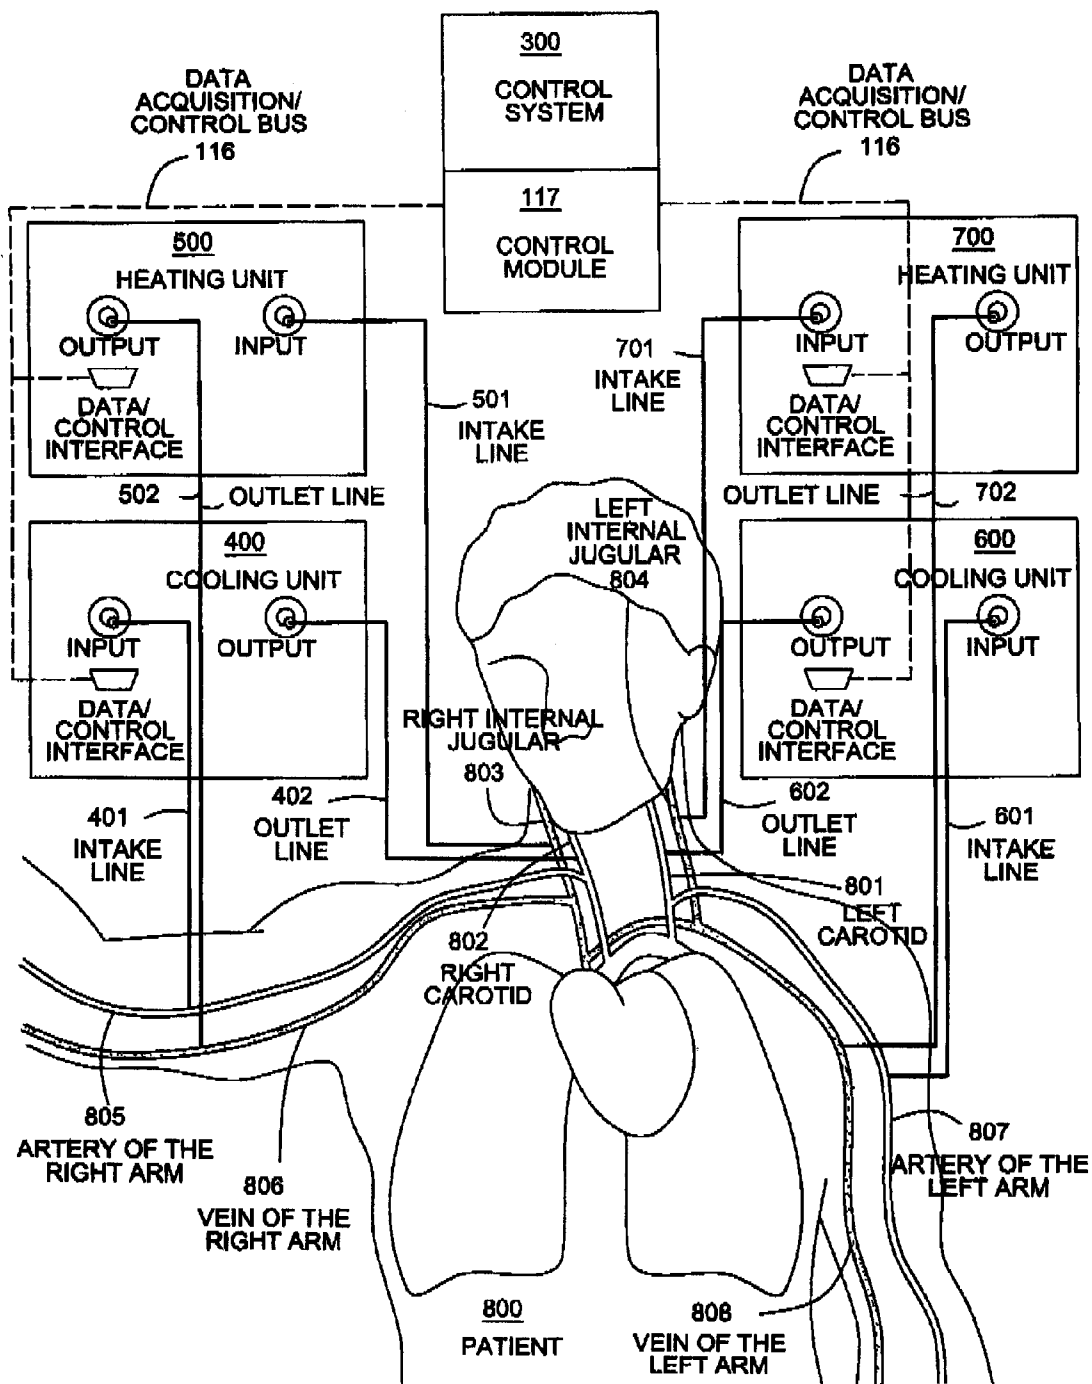 300
CONTROL
SYSTEM
117
CONTROL
MODULE
DATA
ACQUISITION/
CONTROL BUS
116
DATA
ACQUISITION/
CONTROL BUS
116
500
HEATING UNIT
OUTPUT
INPUT
DATA/
CONTROL
INTERFACE
700
HEATING UNIT
INPUT
OUTPUT
DATA/
CONTROL
INTERFACE
701
INTAKE
LINE
501
INTAKE
LINE
502
OUTLET LINE
OUTLET LINE
702
400
COOLING UNIT
INPUT
OUTPUT
DATA/
CONTROL
INTERFACE
LEFT
INTERNAL
JUGULAR
804
600
COOLING UNIT
OUTPUT
INPUT
DATA/
CONTROL
INTERFACE
RIGHT INTERNAL
JUGULAR
803
401
INTAKE
LINE
402
OUTLET
LINE
602
OUTLET
LINE
601
INTAKE
LINE
801
LEFT
CAROTID
802
RIGHT
CAROTID
805
ARTERY OF THE
RIGHT ARM
806
VEIN OF THE
RIGHT ARM
807
ARTERY OF THE
LEFT ARM
800
PATIENT
808
VEIN OF THE
LEFT ARM